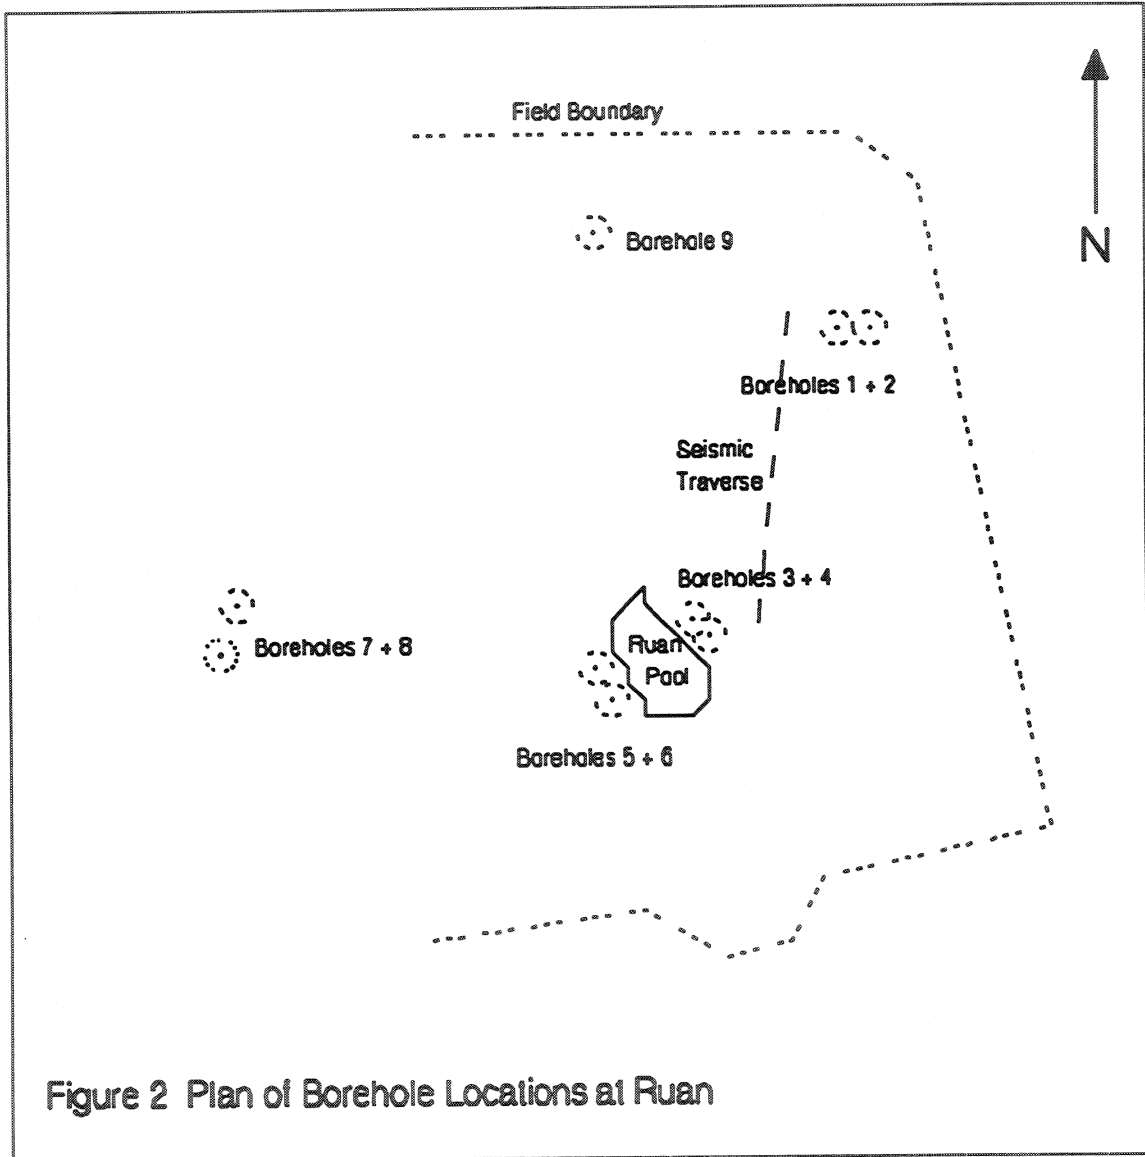 Field Boundary
Borehole 9
N
Boreholes 1 + 2
Seismic
Traverse
Boreholes 3 + 4
Ruan
Pool
Boreholes 7 + 8
Boreholes 5 + 6
Figure 2 Plan of Borehole Locations at Ruan